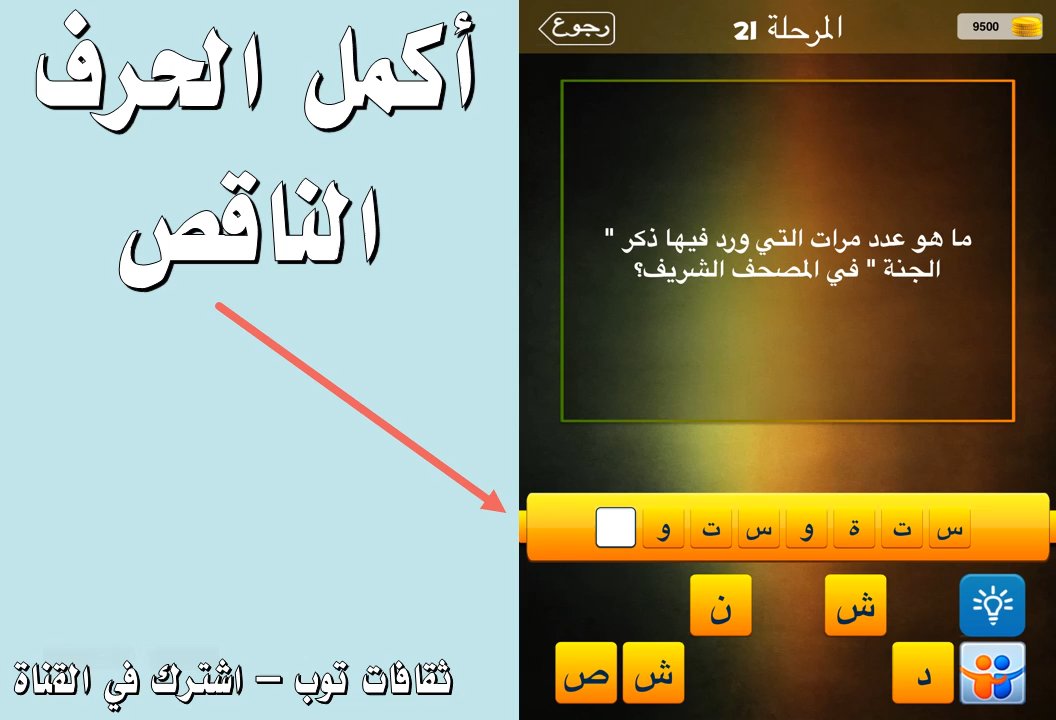 أكمل الحرف
الناقص
ثقافات توب – اشترك في القناة
رجوع
المرحلة 21
9500
ما هو عدد مرات التي ورد فيها ذكر "
الجنة " في المصحف الشريف؟
س ت ة و س ت و
ش ن
د ش ص